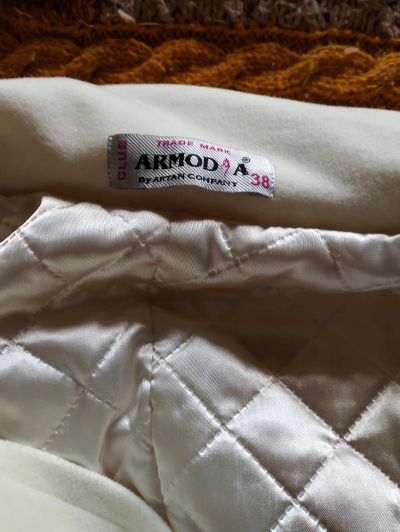 CLUB
TRADE MARK
ARMODA®
BY ARTAN COMPANY
38